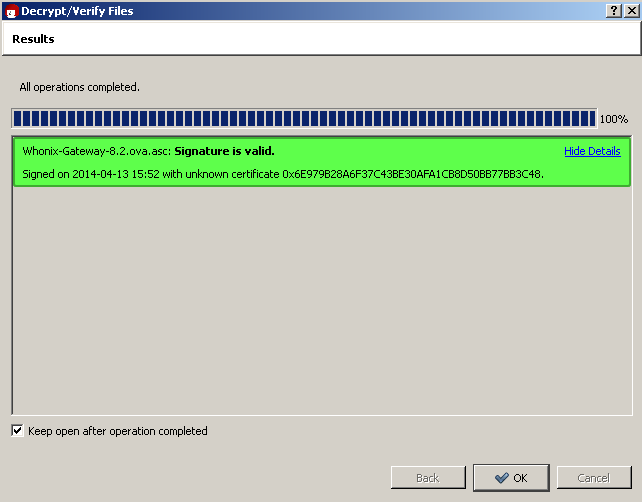 Decrypt/Verify Files
Results
All operations completed.
100%
Whonix-Gateway-8.2.ova.asc: Signature is valid. Hide Details
Signed on 2014-04-13 15:52 with unknown certificate 0x6E979B28A6F37C43BE30AFA1CB8D50BB77BB3C48.
Keep open after operation completed
Back OK Cancel